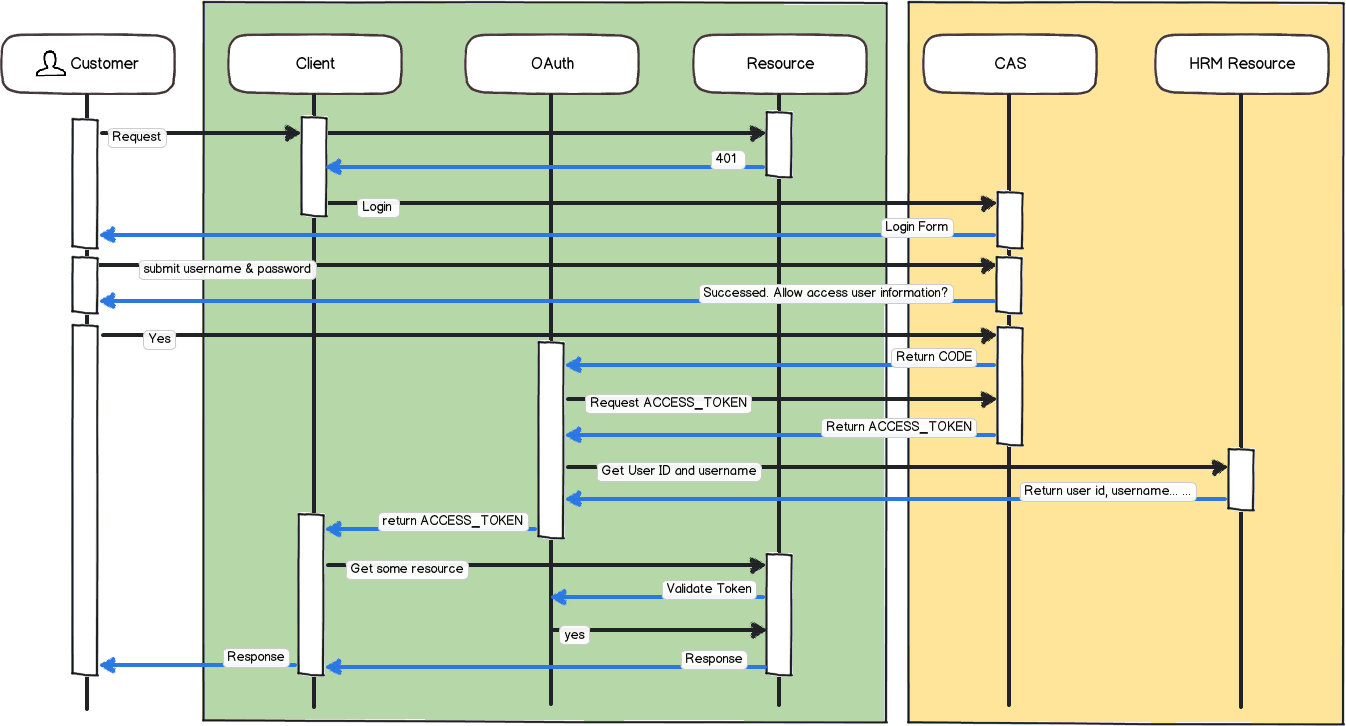 Customer
Client
OAuth
Resource
CAS
HRM Resource
Request
401
Login
Login Form
submit username & password
Successed. Allow access user information?
Yes
Return CODE
Request ACCESS_TOKEN
Return ACCESS_TOKEN
Get User ID and username
Return user id, username... ...
return ACCESS_TOKEN
Get some resource
Validate Token
yes
Response
Response